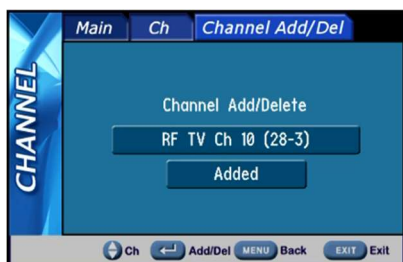 Main Ch Channel Add/Del
CHANNEL
Channel Add/Delete
RF TV Ch 10 (28-3)
Added
Ch Add/Del MENU Back EXIT Exit